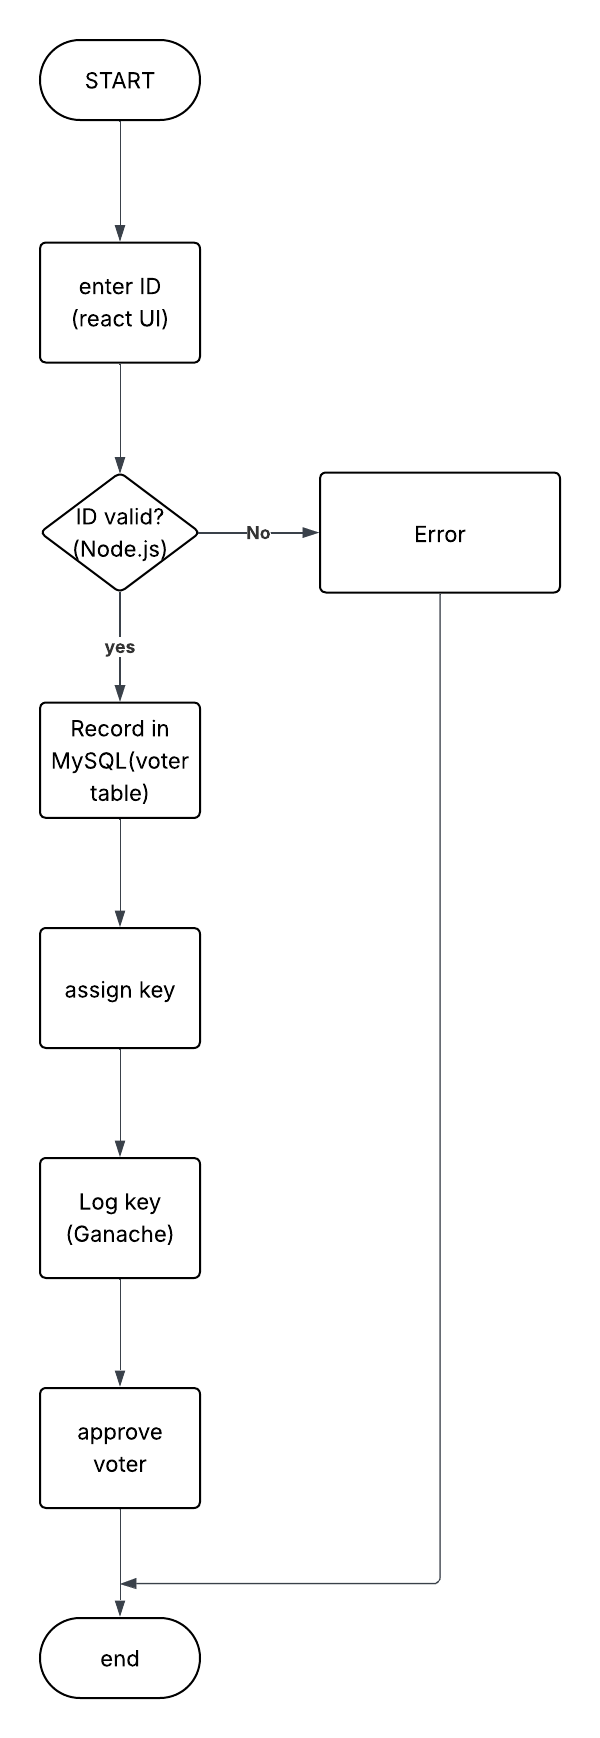 START
enter ID
(react UI)
ID valid?
(Node.js)
No
Error
yes
Record in
MySQL(voter
table)
assign key
Log key
(Ganache)
approve
voter
end